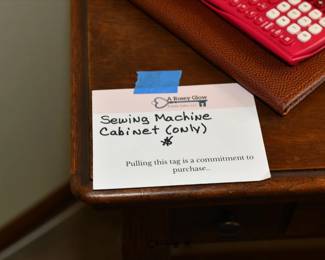 A Rosey Glow
Sewing Machine
Cabinet (only)
*
Pulling this tag is a commitment to
purchase..